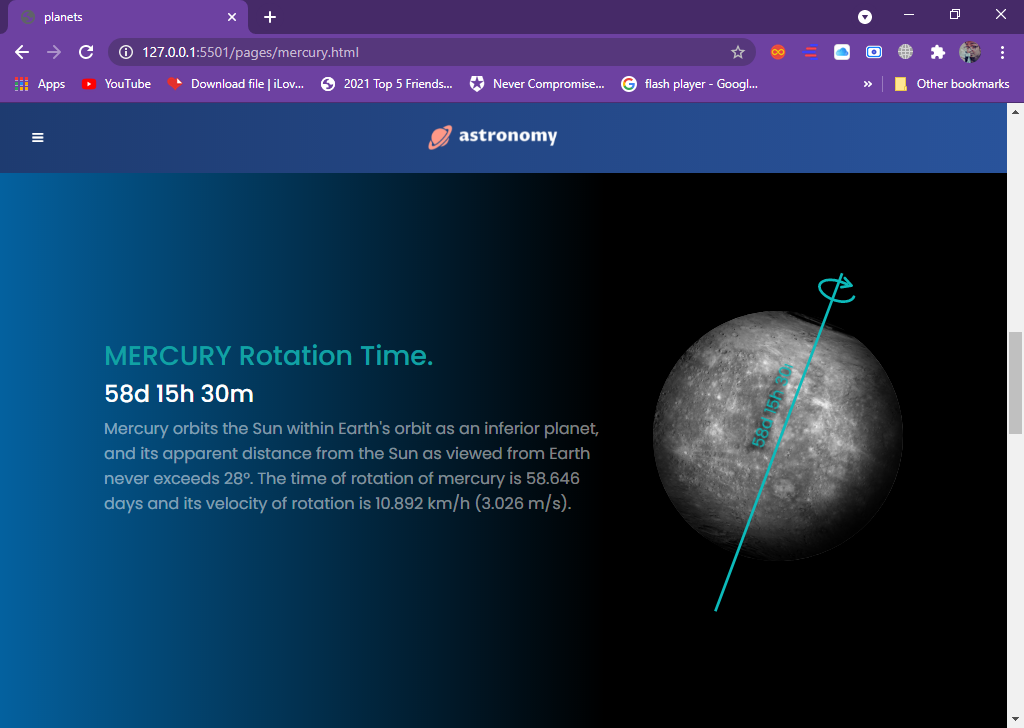 planets
127.0.0.1:5501/pages/mercury.html
Apps
YouTube
Download file | iLov...
2021 Top 5 Friends...
Never Compromise...
flash player - Googl...
»
Other bookmarks
astronomy
MERCURY Rotation Time.
58d 15h 30m
Mercury orbits the Sun within Earth's orbit as an inferior planet,
and its apparent distance from the Sun as viewed from Earth
never exceeds 28°. The time of rotation of mercury is 58.646
days and its velocity of rotation is 10.892 km/h (3.026 m/s).
58d 15h